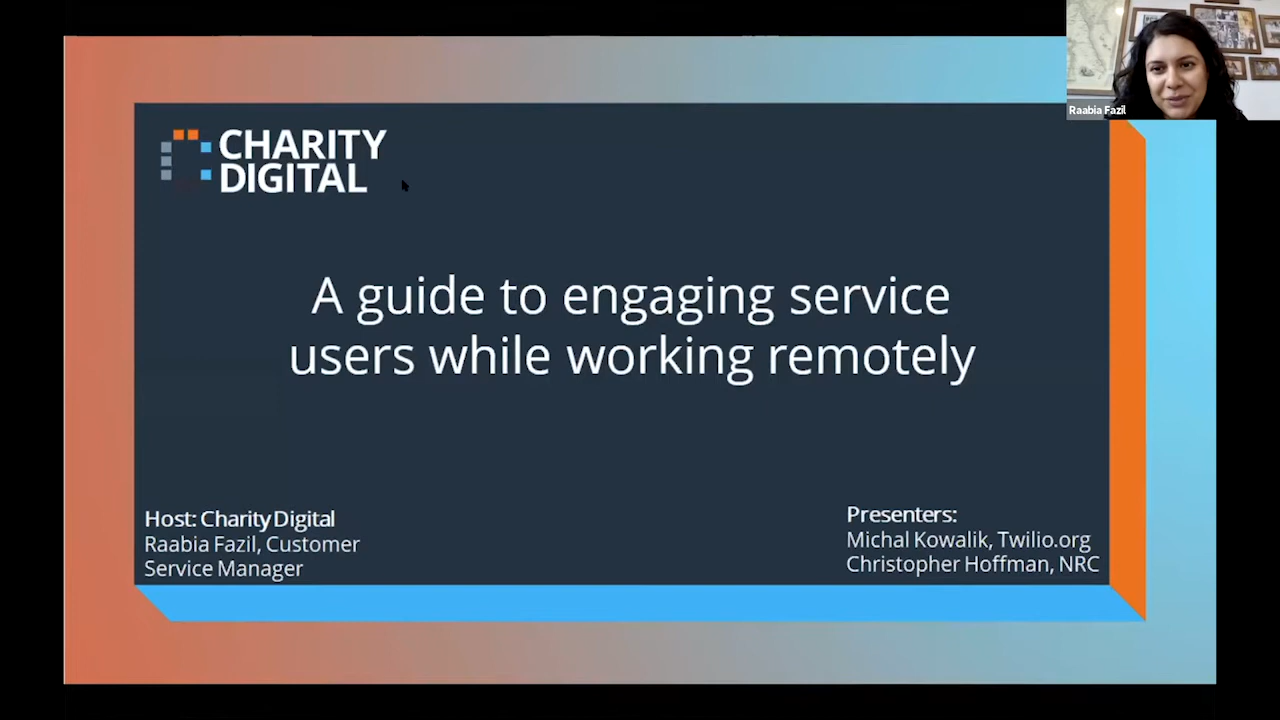 Raabia Fazil
CHARITY
DIGITAL
A guide to engaging service
users while working remotely
Host: Charity Digital
Raabia Fazil, Customer
Service Manager
Presenters:
Michal Kowalik, Twilio.org
Christopher Hoffman, NRC